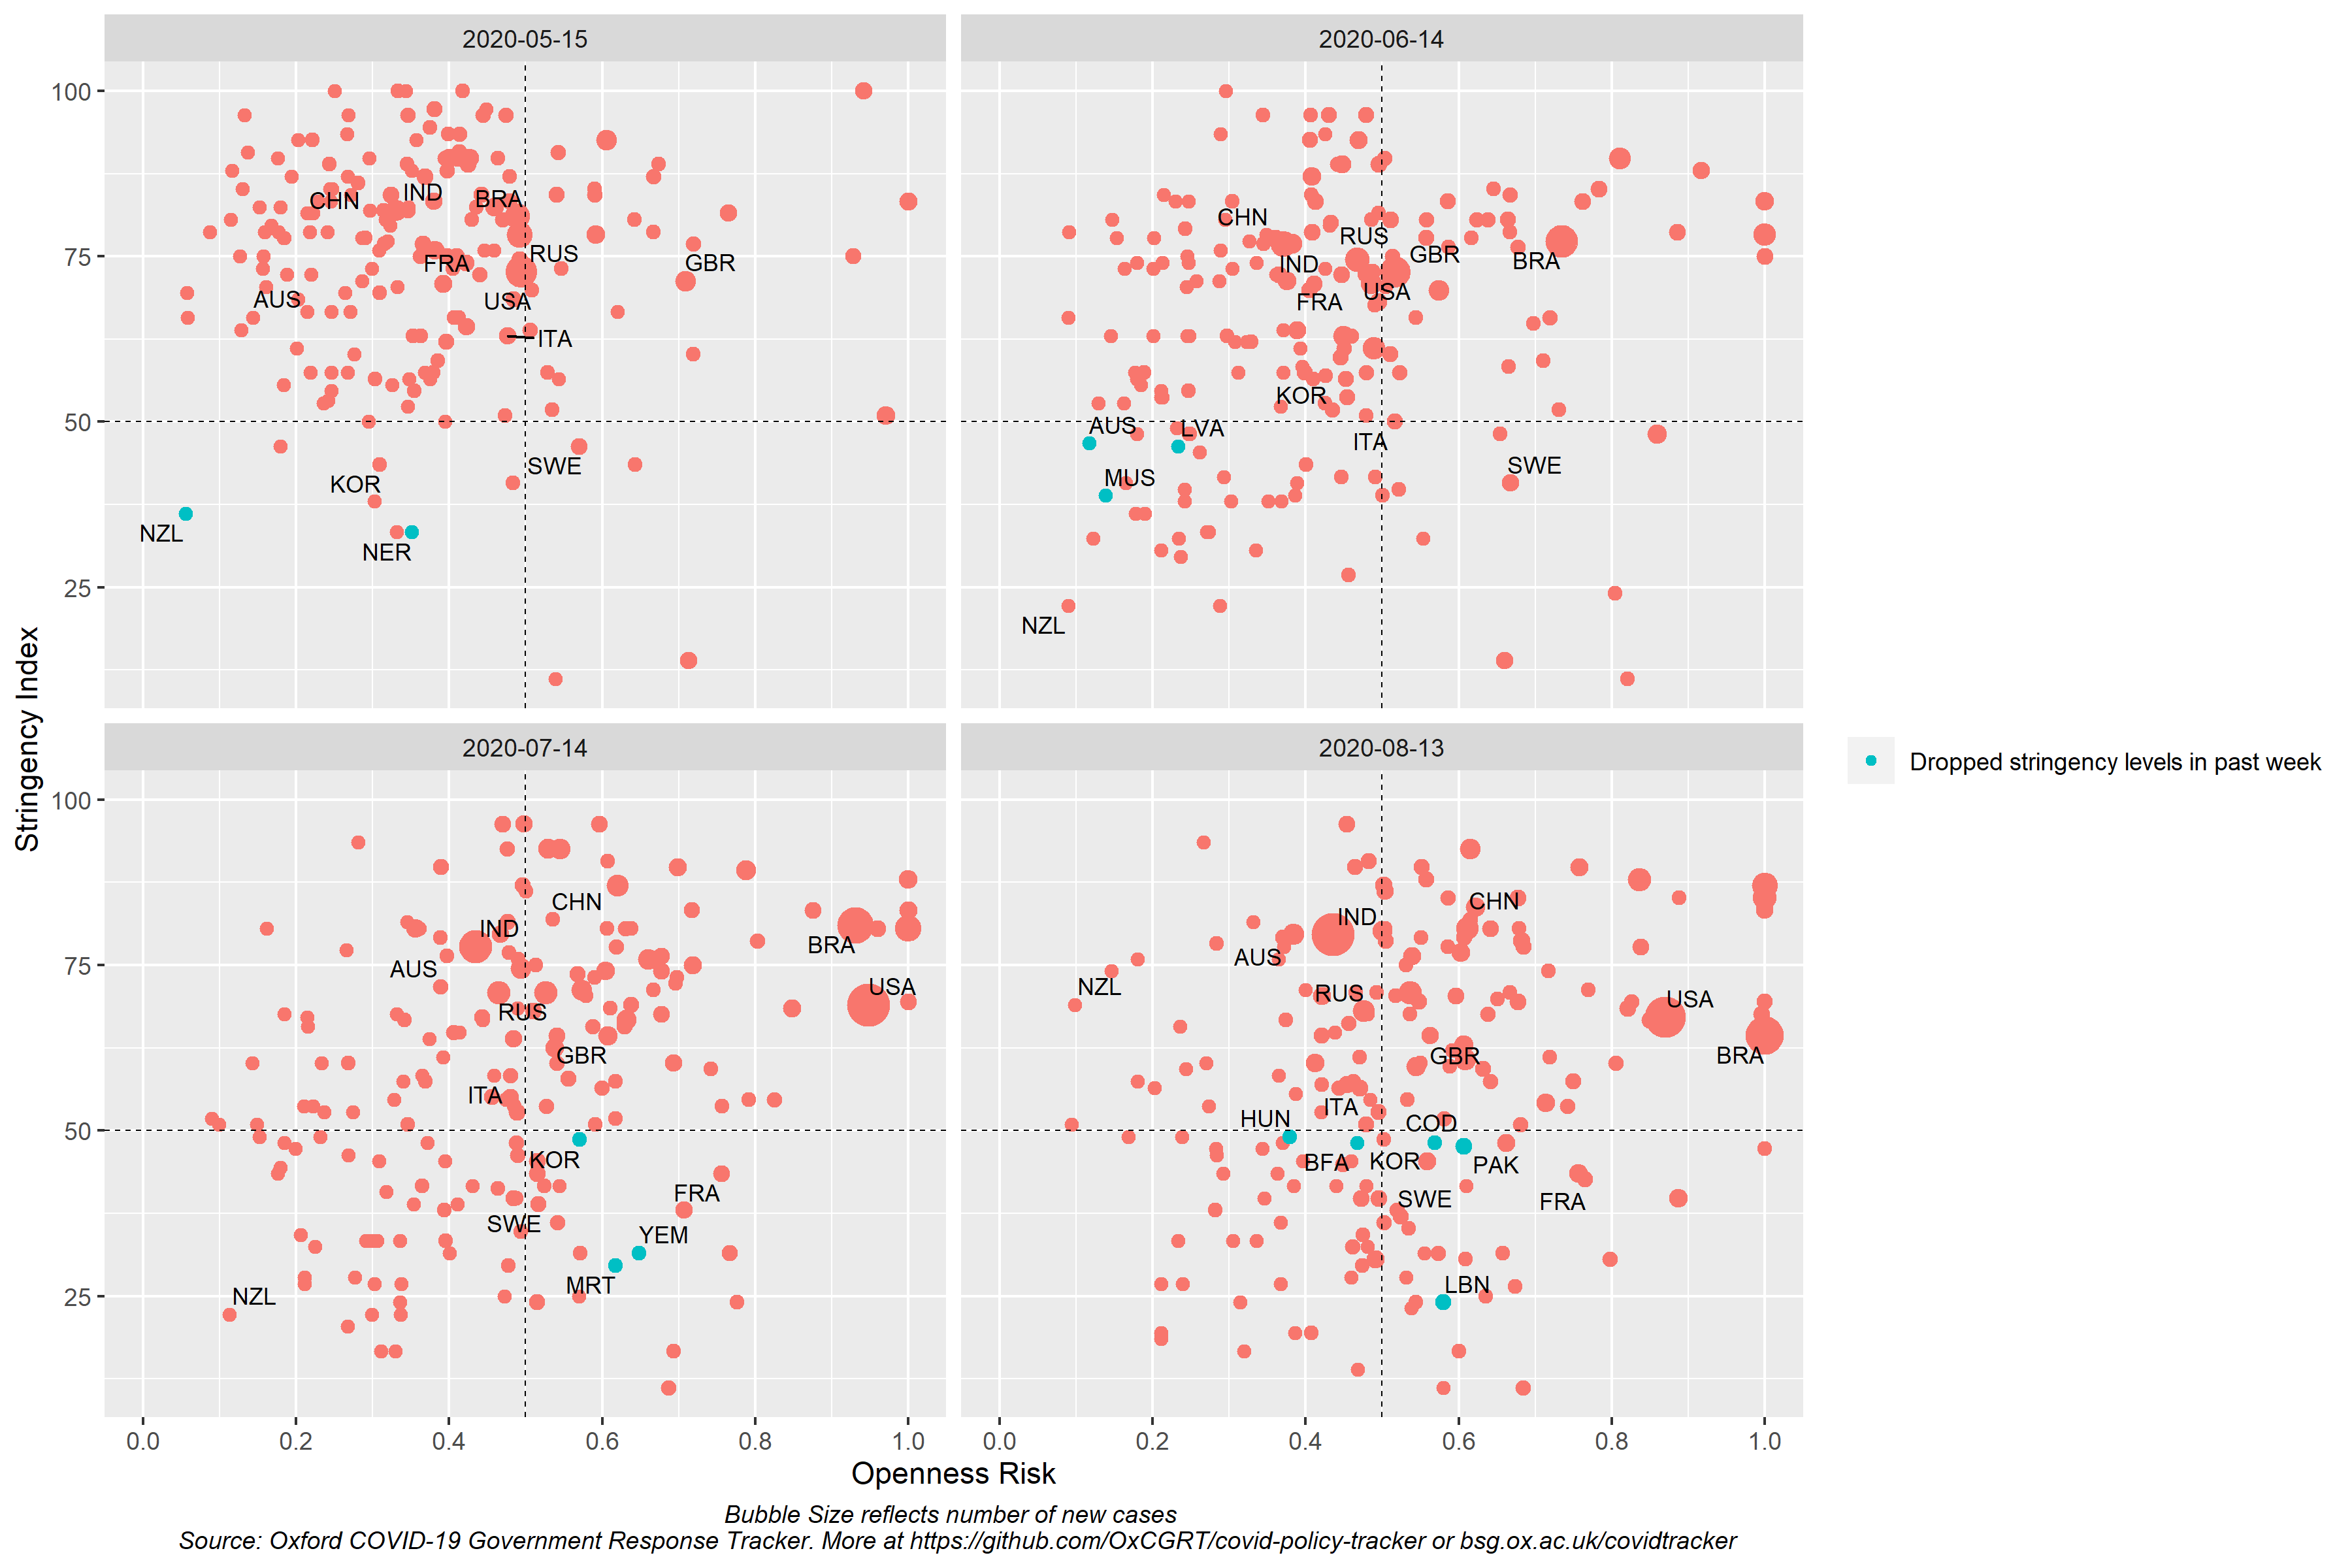 2020-05-15
2020-06-14
100
75
50
25
CHN
IND
BRA
FRA
RUS
GBR
AUS
USA
ITA
SWE
KOR
NZL
NER
CHN
RUS
GBR
BRA
IND
FRA
USA
KOR
AUS
LVA
ITA
MUS
SWE
NZL
Stringency Index
2020-07-14
2020-08-13
Dropped stringency levels in past week
100
75
50
25
CHN
IND
BRA
AUS
USA
RUS
GBR
ITA
KOR
FRA
SWE
YEM
MRT
NZL
CHN
IND
AUS
NZL
RUS
USA
GBR
BRA
ITA
HUN
COD
BFA
KOR
PAK
SWE
FRA
LBN
0.0 0.2 0.4 0.6 0.8 1.0
0.0 0.2 0.4 0.6 0.8 1.0
Openness Risk
Bubble Size reflects number of new cases
Source: Oxford COVID-19 Government Response Tracker. More at https://github.com/OxCGRT/covid-policy-tracker or bsg.ox.ac.uk/covidtracker